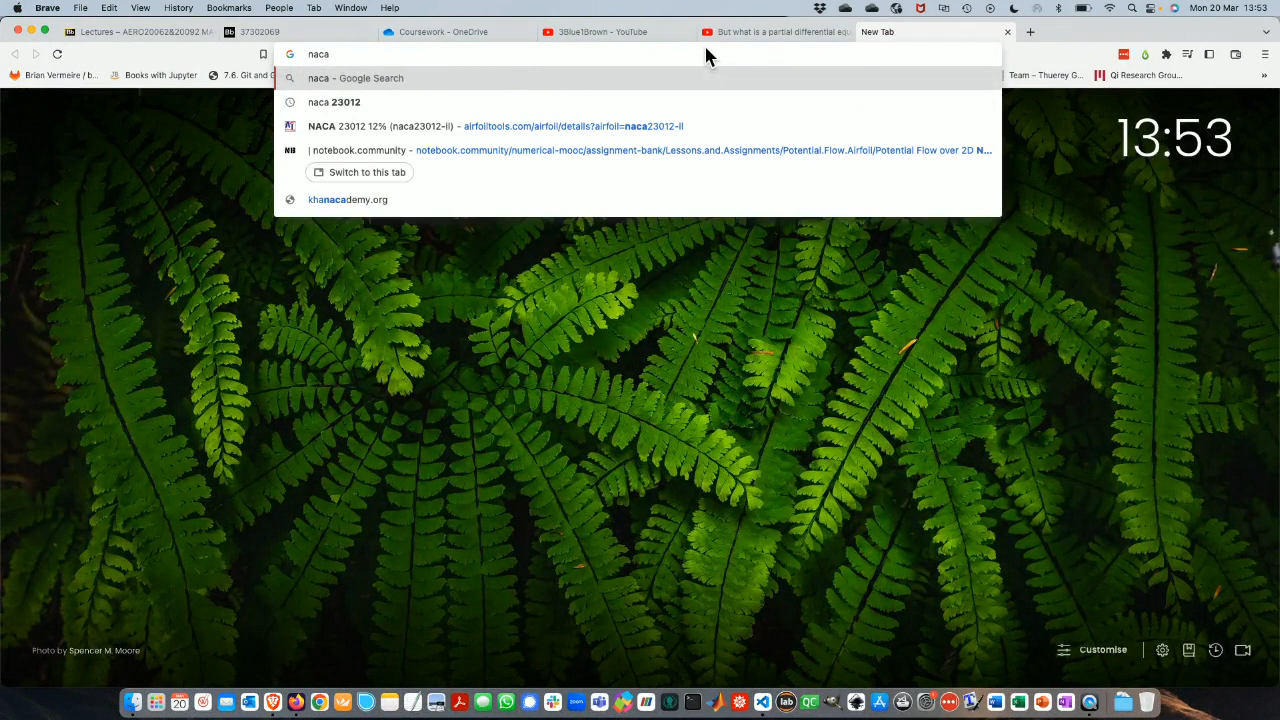 Brave File Edit View History Bookmarks People Tab Window Help Mon 20 Mar 13:53
Lectures – AERO20062&20092 MA 37302069 Coursework – OneDrive 3Blue1Brown - YouTube But what is a partial differential equ New Tab
naca
Brian Vermeire / b... Books with Jupyter 7.6. Git and G Team – Thuerey G... Qi Research Grou... »
naca – Google Search
naca 23012
NACA 23012 12% (naca23012-il) – airfoiltools.com/airfoil/details?airfoil=naca23012-il
| notebook.community – notebook.community/numerical-mooc/assignment-bank/Lessons.and.Assignments/Potential.Flow.Airfoil/Potential Flow over 2D N...
Switch to this tab
khanacademy.org
13:53
Photo by Spencer M. Moore
Customise